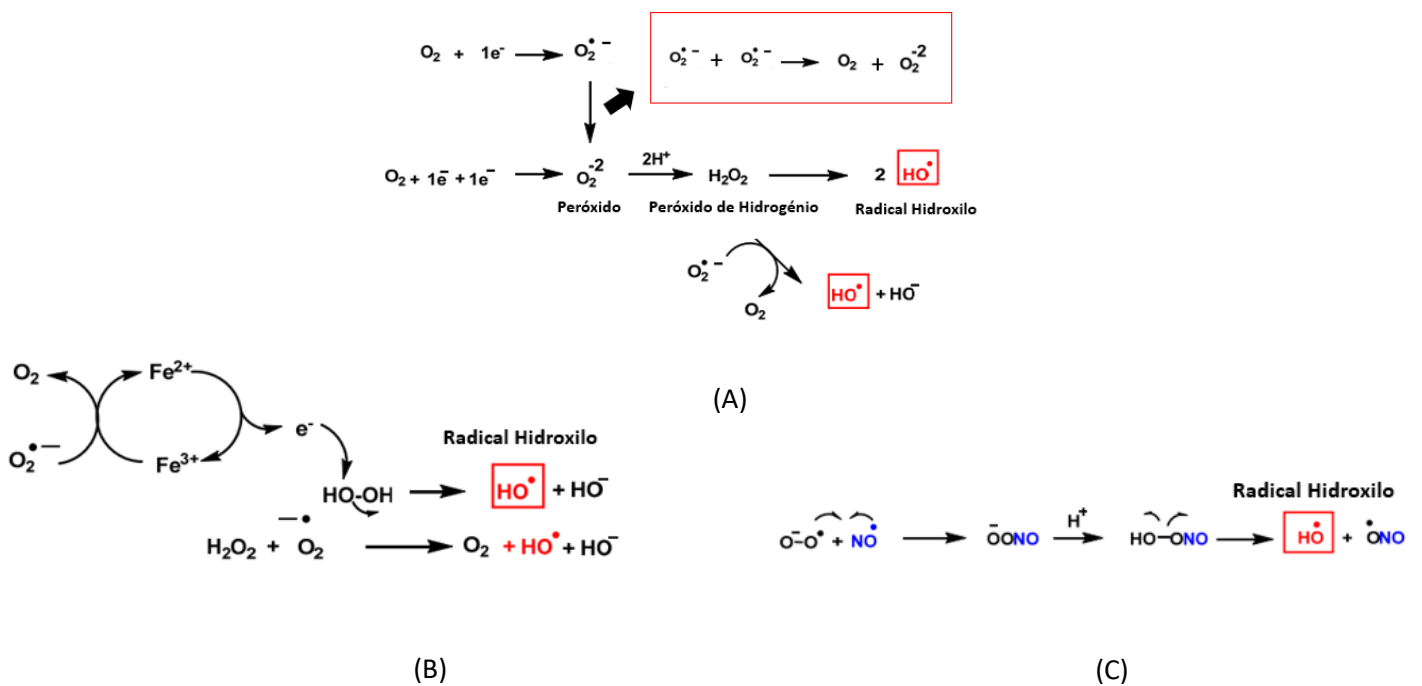 O₂ + 1e⁻ → O₂•⁻
O₂•⁻ + O₂•⁻ → O₂ + O₂⁻²
O₂ + 1e⁻ + 1e⁻ → O₂⁻² 2H⁺ → H₂O₂ → 2 HO•
Peróxido Peróxido de Hidrogénio Radical Hidroxilo
O₂•⁻
O₂
HO• + HO⁻
(A)
O₂ Fe²⁺
O₂•⁻ Fe³⁺
e⁻
Radical Hidroxilo
HO-OH → HO• + HO⁻
H₂O₂ + ⁻•O₂ → O₂ + HO• + HO⁻
(B)
Radical Hidroxilo
⁻O-O• + NO• → ⁻OONO H⁺ → HO-ONO → HO• + •ONO
(C)